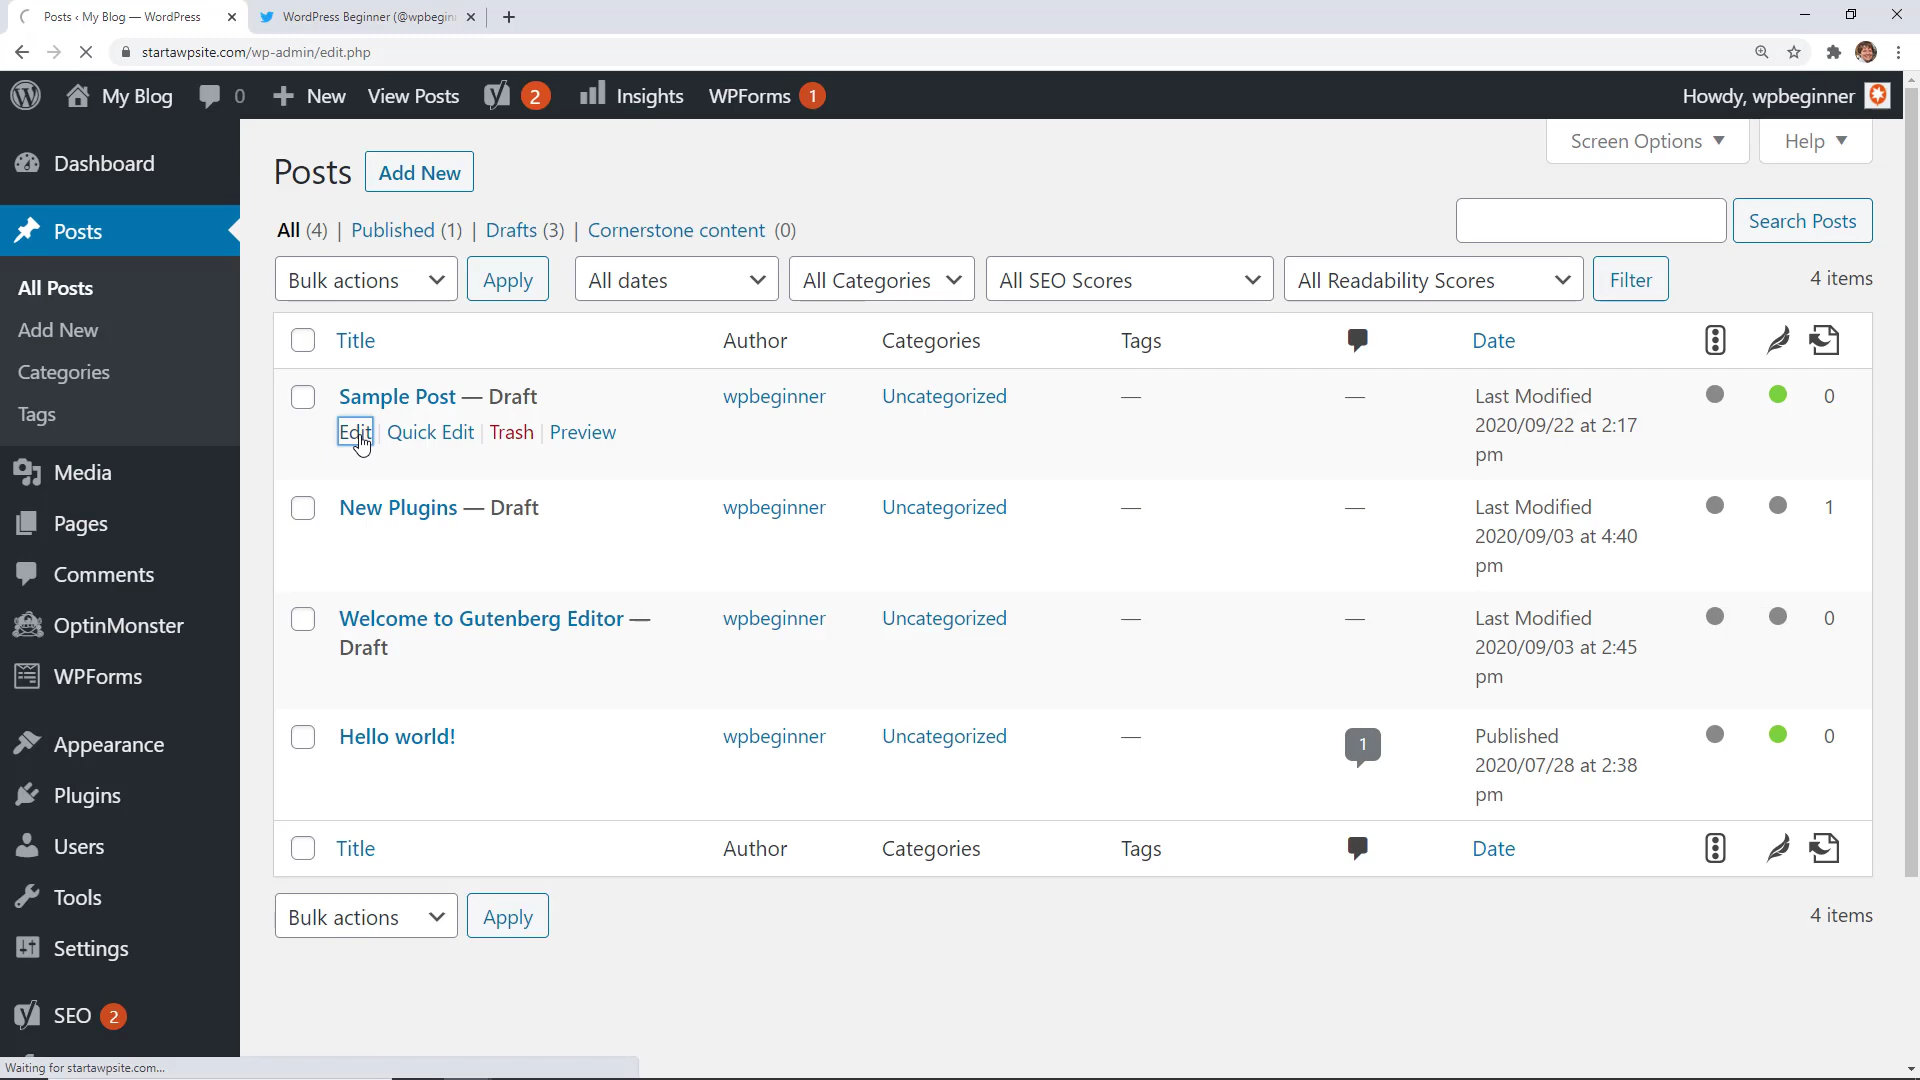 Posts ‹ My Blog — WordPress
WordPress Beginner (@wpbegin
startawpsite.com/wp-admin/edit.php
My Blog 0 New View Posts 2 Insights WPForms 1 Howdy, wpbeginner
Screen Options Help
Dashboard
Posts
All Posts
Add New
Categories
Tags
Media
Pages
Comments
OptinMonster
WPForms
Appearance
Plugins
Users
Tools
Settings
SEO 2
Posts Add New
All (4) | Published (1) | Drafts (3) | Cornerstone content (0)
Search Posts
Bulk actions Apply All dates All Categories All SEO Scores All Readability Scores Filter 4 items
Title Author Categories Tags Date
Sample Post — Draft wpbeginner Uncategorized — — Last Modified 0
2020/09/22 at 2:17
pm
Edit | Quick Edit | Trash | Preview
New Plugins — Draft wpbeginner Uncategorized — — Last Modified 1
2020/09/03 at 4:40
pm
Welcome to Gutenberg Editor — wpbeginner Uncategorized — — Last Modified 0
Draft 2020/09/03 at 2:45
pm
Hello world! wpbeginner Uncategorized — 1 Published 0
2020/07/28 at 2:38
pm
Title Author Categories Tags Date
Bulk actions Apply 4 items
Waiting for startawpsite.com...